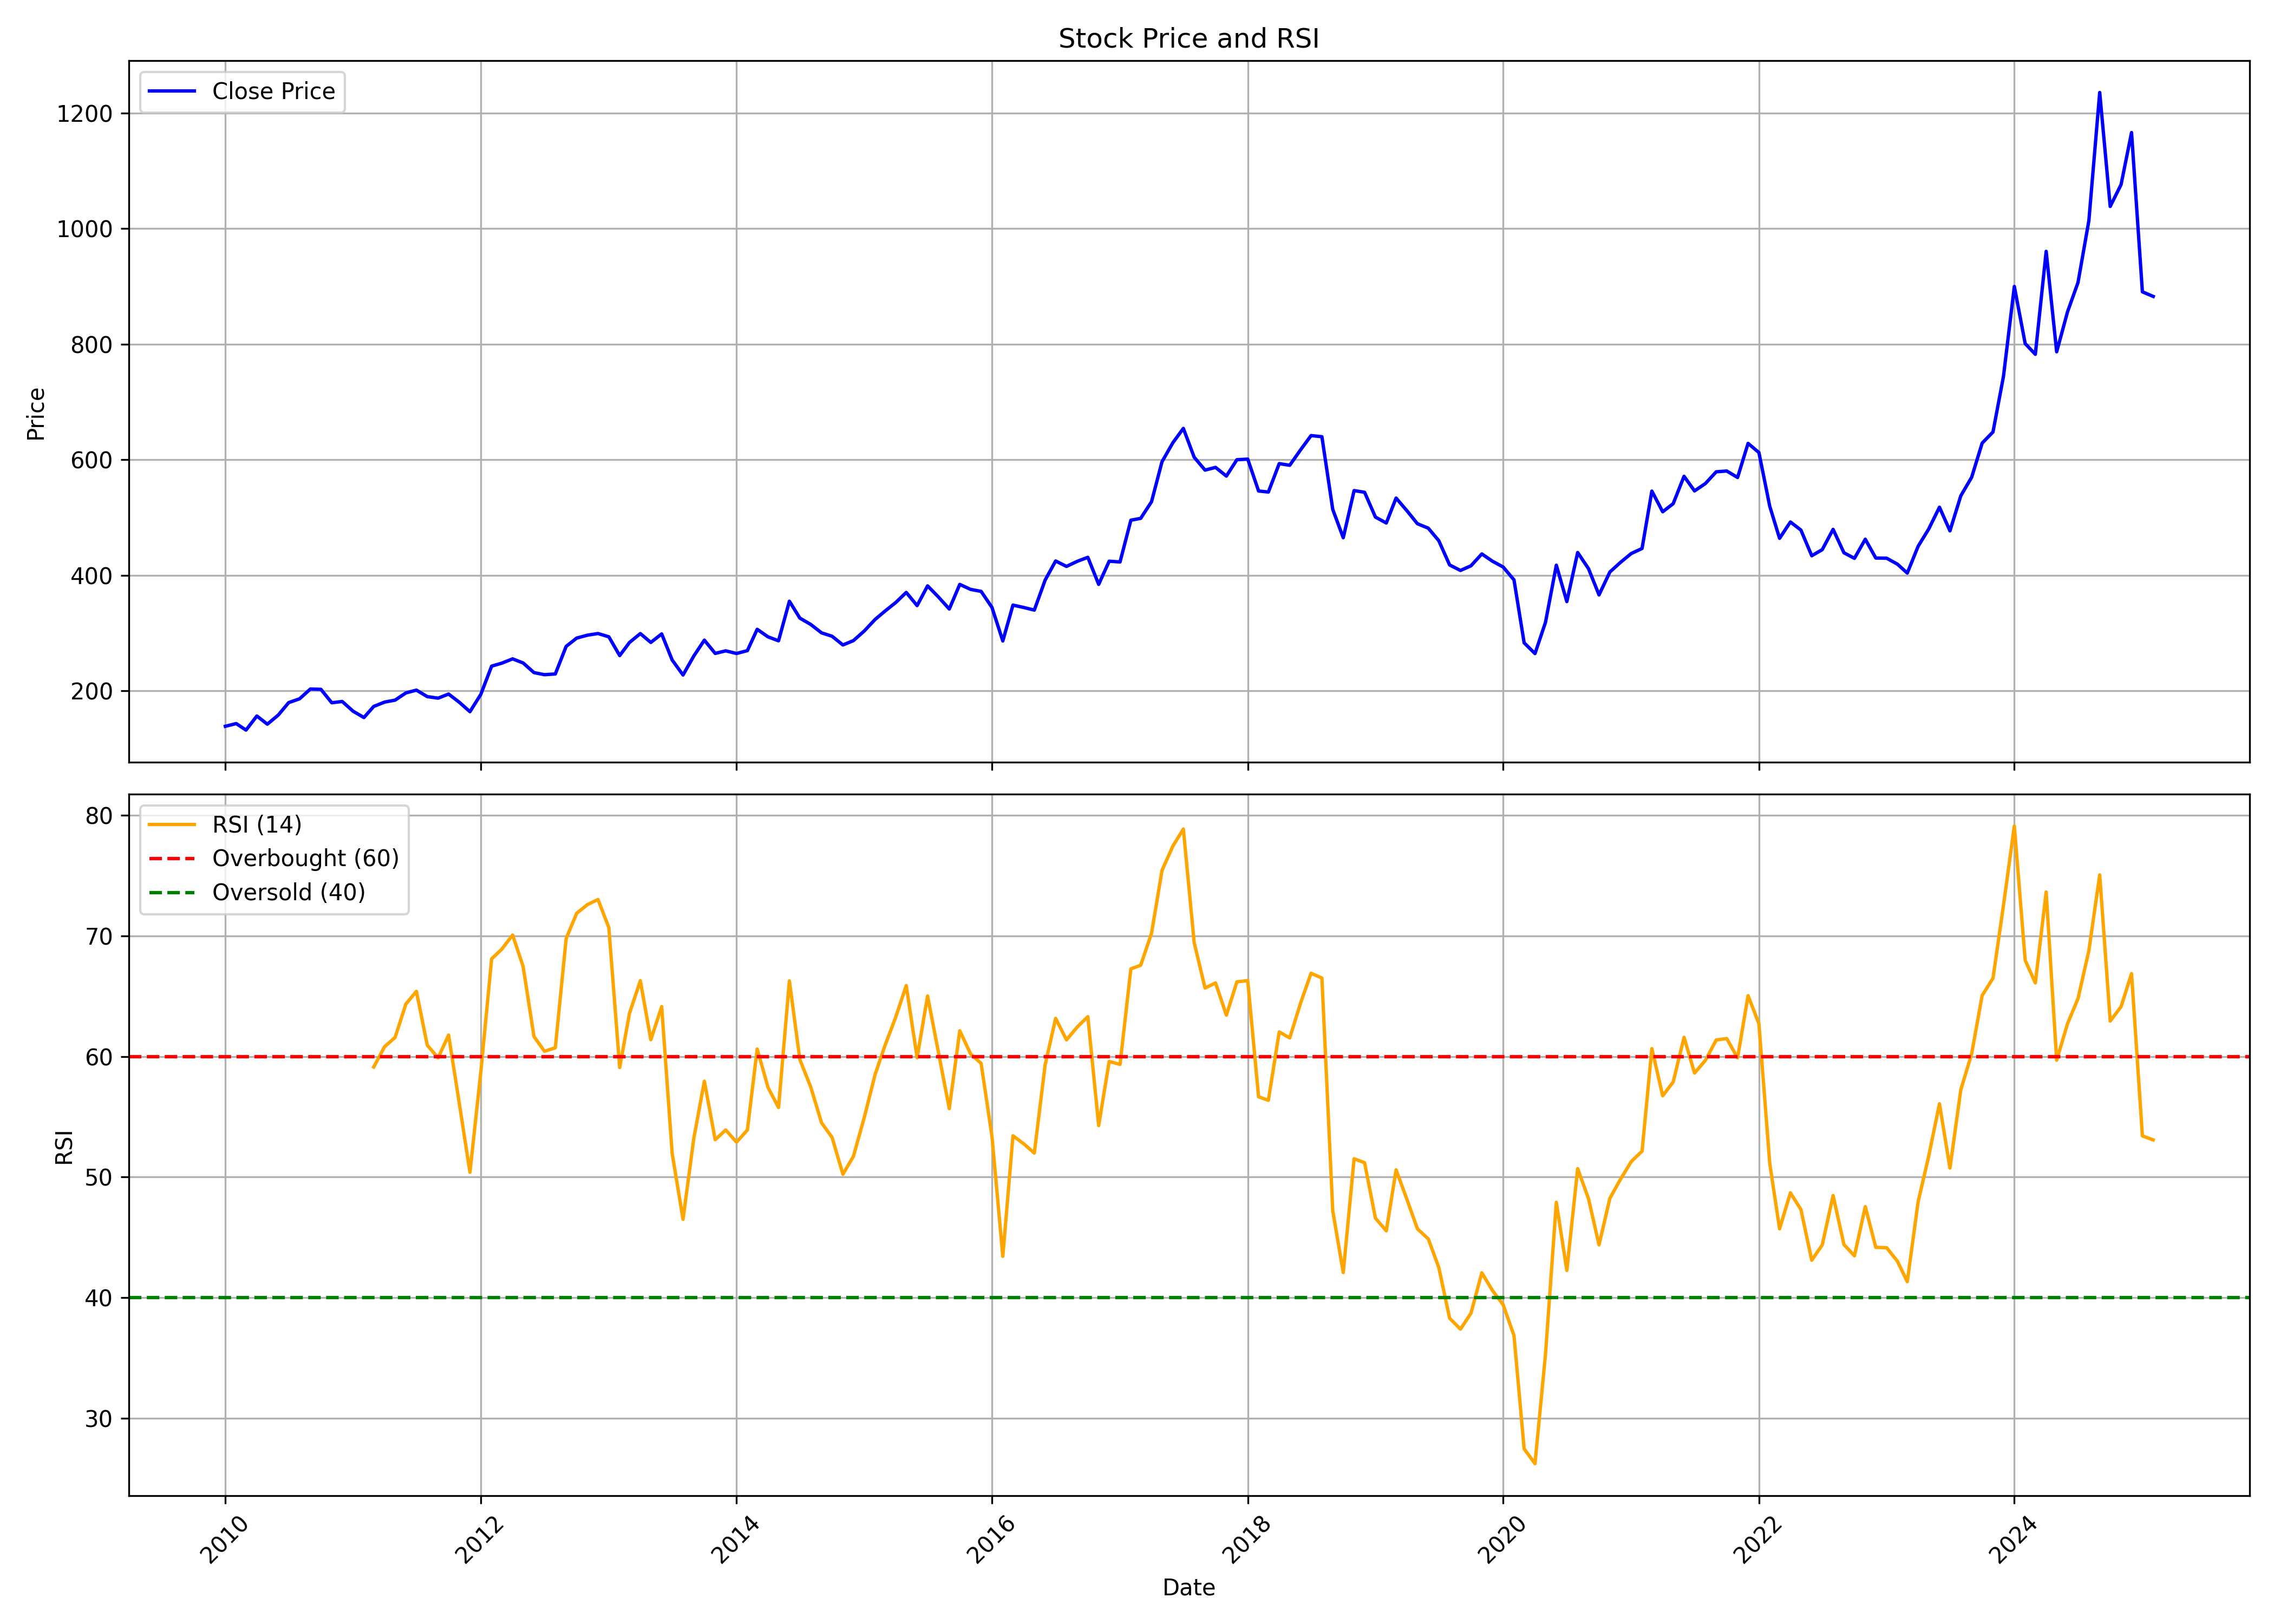 Stock Price and RSI
Close Price
Price
1200
1000
800
600
400
200
RSI (14)
Overbought (60)
Oversold (40)
RSI
80
70
60
50
40
30
2010
2012
2014
2016
2018
2020
2022
2024
Date